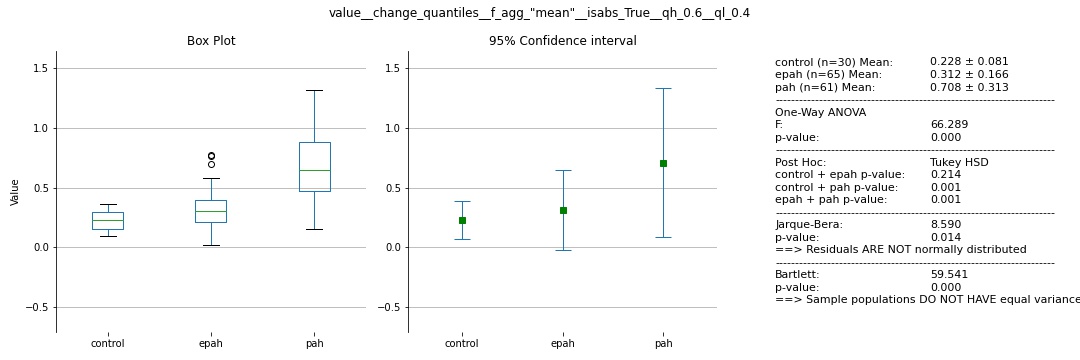 value__change_quantiles__f_agg_"mean"__isabs_True__qh_0.6__ql_0.4
Box Plot
Value
1.5
1.0
0.5
0.0
−0.5
control
epah
pah
95% Confidence interval
1.5
1.0
0.5
0.0
−0.5
control
epah
pah
control (n=30) Mean: 0.228 ± 0.081
epah (n=65) Mean: 0.312 ± 0.166
pah (n=61) Mean: 0.708 ± 0.313
One-Way ANOVA
F: 66.289
p-value: 0.000
Post Hoc: Tukey HSD
control + epah p-value: 0.214
control + pah p-value: 0.001
epah + pah p-value: 0.001
Jarque-Bera: 8.590
p-value: 0.014
==> Residuals ARE NOT normally distributed
Bartlett: 59.541
p-value: 0.000
==> Sample populations DO NOT HAVE equal variance